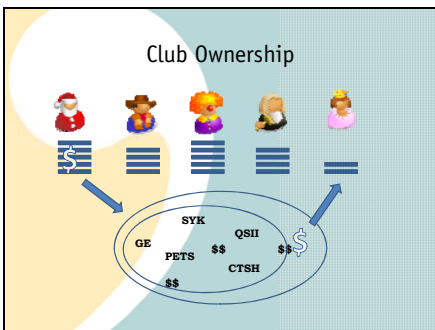 Club Ownership
$
SYK
GE
QSII
PETS
$$
$$
$
CTSH
$$